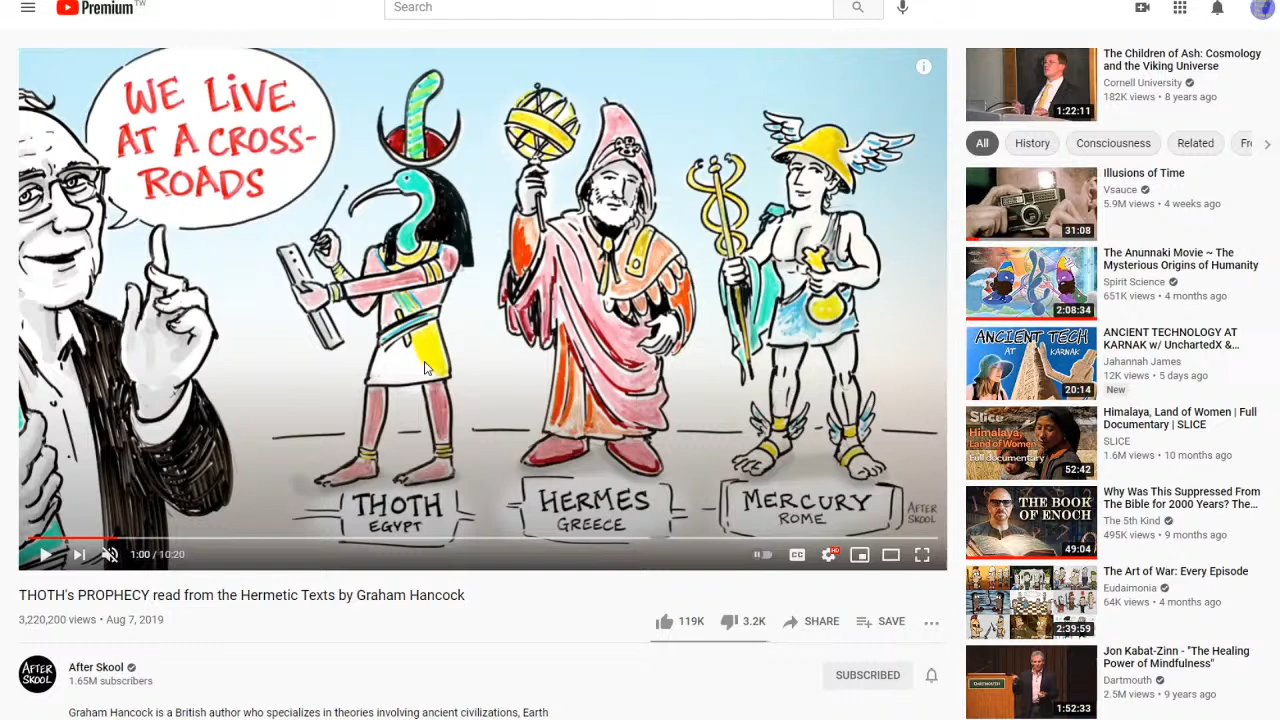 Premium TW
Search
WE LIVE
AT A CROSS-
ROADS
THOTH
EGYPT
HERMES
GREECE
MERCURY
ROME
AFTER
SKOOL
1:00 / 10:20
CC
HD
THOTH's PROPHECY read from the Hermetic Texts by Graham Hancock
3,220,200 views • Aug 7, 2019
119K
3.2K
SHARE
SAVE
AFTER
SKOOL
After Skool
1.65M subscribers
SUBSCRIBED
Graham Hancock is a British author who specializes in theories involving ancient civilizations, Earth
1:22:11
The Children of Ash: Cosmology
and the Viking Universe
Cornell University
182K views • 8 years ago
All
History
Consciousness
Related
Fr
31:08
Illusions of Time
Vsauce
5.9M views • 4 weeks ago
2:08:34
The Anunnaki Movie ~ The
Mysterious Origins of Humanity
Spirit Science
651K views • 4 months ago
ANCIENT TECH
AT KARNAK
20:14
ANCIENT TECHNOLOGY AT
KARNAK w/ UnchartedX &...
Jahannah James
12K views • 5 days ago
New
Slice
Himalaya,
Land of Women
Full documentary
52:42
Himalaya, Land of Women | Full
Documentary | SLICE
SLICE
1.6M views • 10 months ago
THE BOOK
OF ENOCH
49:04
Why Was This Suppressed From
The Bible for 2000 Years? The...
The 5th Kind
495K views • 9 months ago
2:39:59
The Art of War: Every Episode
Eudaimonia
64K views • 4 months ago
DARTMOUTH
1:52:33
Jon Kabat-Zinn - "The Healing
Power of Mindfulness"
Dartmouth
2.5M views • 9 years ago